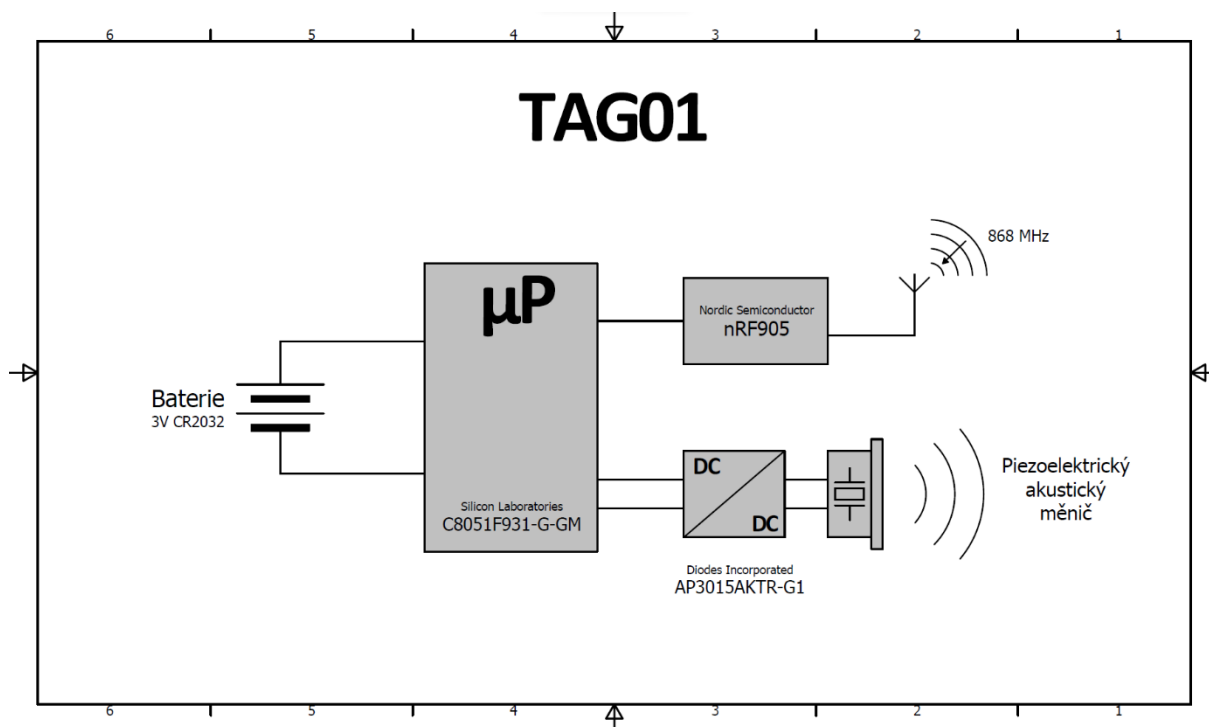 6 5 4 3 2 1
TAG01
868 MHz
µP
Nordic Semiconductor
nRF905
Baterie
3V CR2032
Silicon Laboratories
C8051F931-G-GM
DC
DC
Piezoelektrický
akustický
měnič
Diodes Incorporated
AP3015AKTR-G1
6 5 4 3 2 1